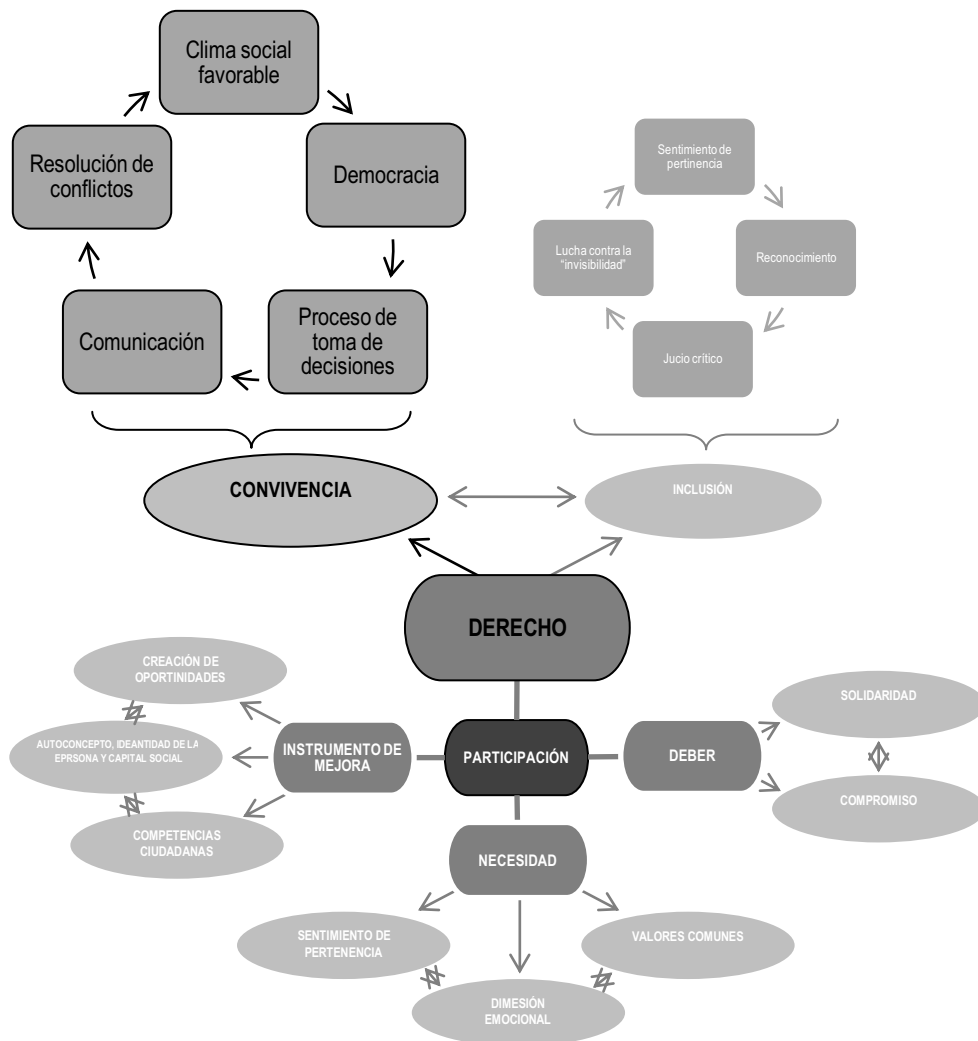 Clima social
favorable
Resolución de
conflictos
Democracia
Comunicación
Proceso de
toma de
decisiones
Sentimiento de
pertinencia
Lucha contra la
“invisibilidad”
Reconocimiento
Jucio crítico
CONVIVENCIA
INCLUSIÓN
DERECHO
CREACIÓN DE
OPORTINIDADES
AUTOCONCEPTO, IDEANTIDAD DE LA
EPRSONA Y CAPITAL SOCIAL
COMPETENCIAS
CIUDADANAS
INSTRUMENTO DE
MEJORA
PARTICIPACIÓN
DEBER
SOLIDARIDAD
COMPROMISO
NECESIDAD
SENTIMIENTO DE
PERTENENCIA
VALORES COMUNES
DIMESIÓN
EMOCIONAL